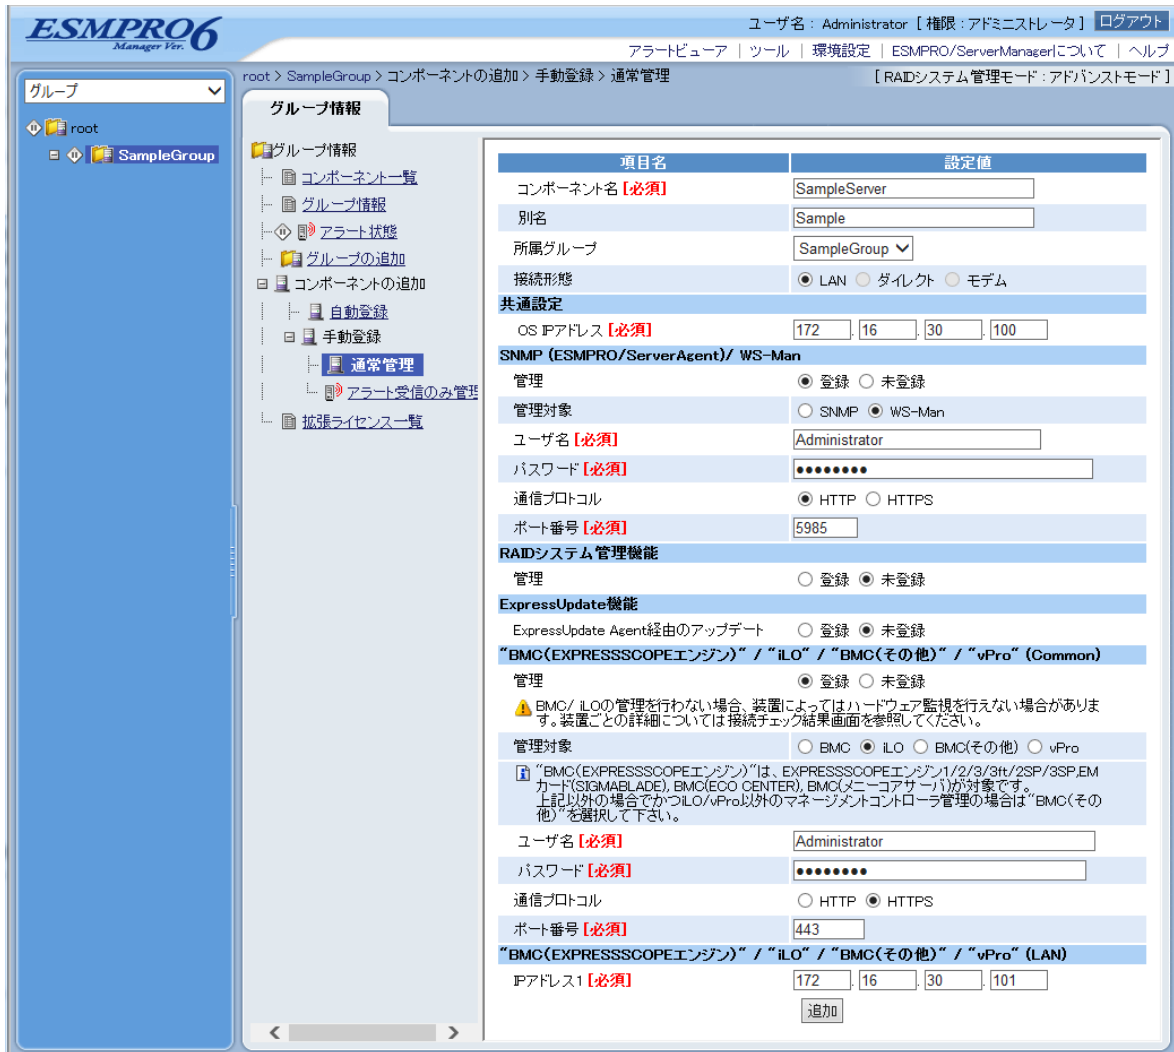 ESMPRO6
Manager Ver.
ユーザ名 : Administrator [ 権限 : アドミニストレータ ] ログアウト
アラートビューア | ツール | 環境設定 | ESMPRO/ServerManagerについて | ヘルプ
グループ
root
SampleGroup
root > SampleGroup > コンポーネントの追加 > 手動登録 > 通常管理
[ RAIDシステム管理モード : アドバンストモード ]
グループ情報
グループ情報
コンポーネント一覧
グループ情報
アラート状態
グループの追加
コンポーネントの追加
自動登録
手動登録
通常管理
アラート受信のみ管理
拡張ライセンス一覧
項目名 設定値
コンポーネント名 [必須] SampleServer
別名 Sample
所属グループ SampleGroup
接続形態 LAN ダイレクト モデム
共通設定
OS IPアドレス [必須] 172 . 16 . 30 . 100
SNMP (ESMPRO/ServerAgent)/ WS-Man
管理 登録 未登録
管理対象 SNMP WS-Man
ユーザ名 [必須] Administrator
パスワード [必須] ●●●●●●●●
通信プロトコル HTTP HTTPS
ポート番号 [必須] 5985
RAIDシステム管理機能
管理 登録 未登録
ExpressUpdate機能
ExpressUpdate Agent経由のアップデート 登録 未登録
"BMC(EXPRESSSCOPEエンジン)" / "iLO" / "BMC(その他)" / "vPro" (Common)
管理 登録 未登録
BMC/ iLOの管理を行わない場合、装置によってはハードウェア監視を行えない場合がありま
す。装置ごとの詳細については接続チェック結果画面を参照してください。
管理対象 BMC iLO BMC(その他) vPro
"BMC(EXPRESSSCOPEエンジン)"は、EXPRESSSCOPEエンジン1/2/3/3ft/2SP/3SP,EM
カード(SIGMABLADE), BMC(ECO CENTER), BMC(メニーコアサーバ)が対象です。
上記以外の場合でかつiLO/vPro以外のマネージメントコントローラ管理の場合は"BMC(その
他)"を選択して下さい。
ユーザ名 [必須] Administrator
パスワード [必須] ●●●●●●●●
通信プロトコル HTTP HTTPS
ポート番号 [必須] 443
"BMC(EXPRESSSCOPEエンジン)" / "iLO" / "BMC(その他)" / "vPro" (LAN)
IPアドレス1 [必須] 172 . 16 . 30 . 101
追加